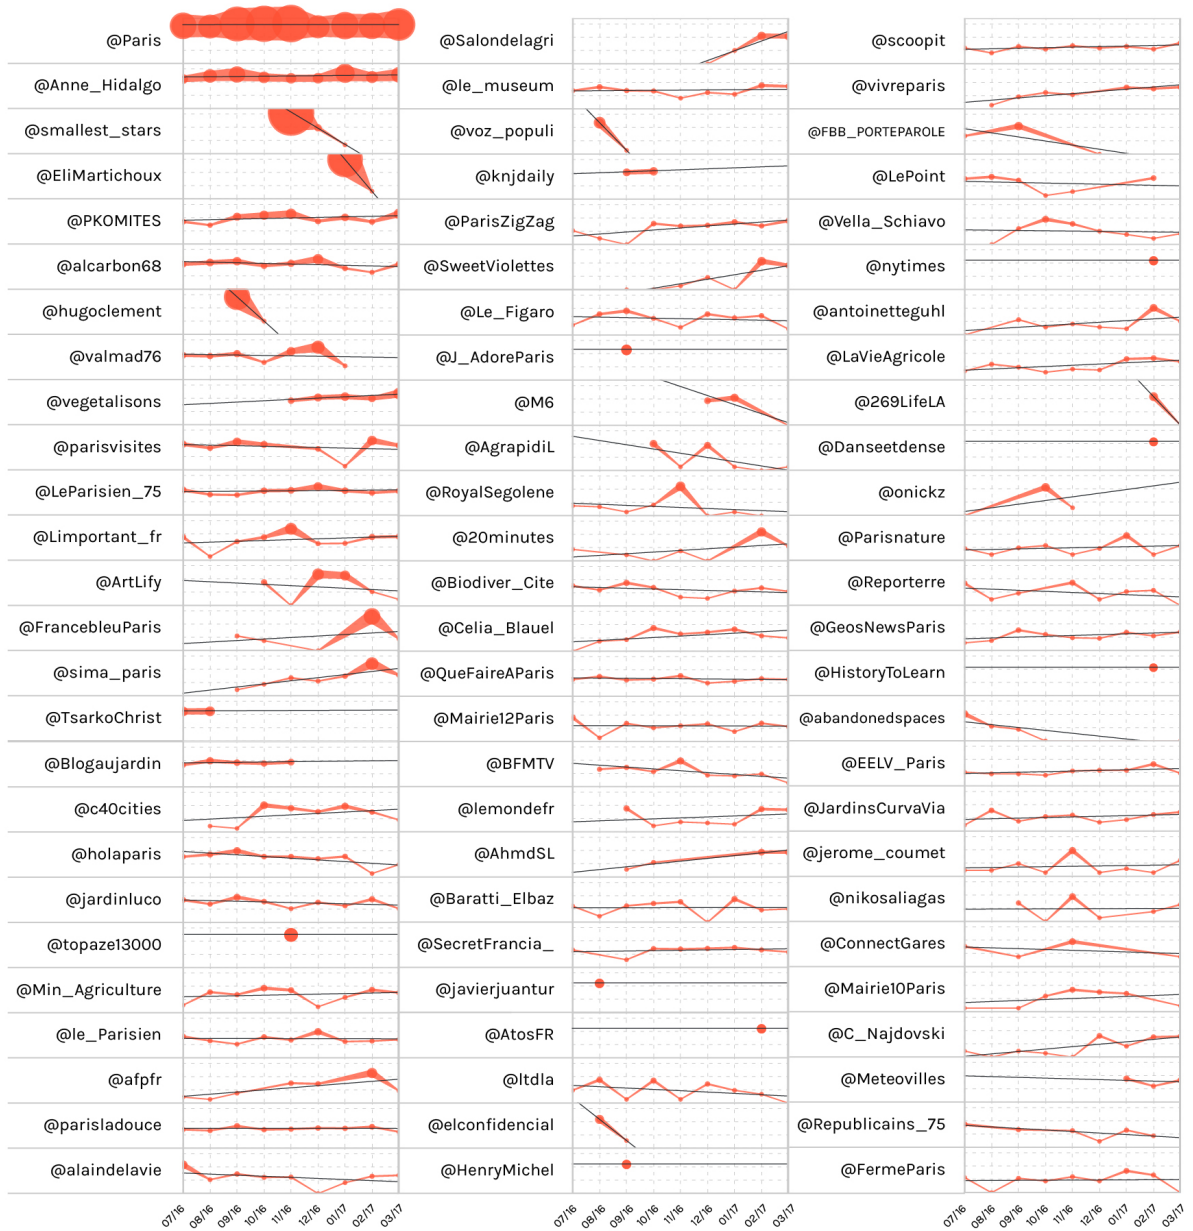 @Paris
@Anne_Hidalgo
@smallest_stars
@EliMartichoux
@PKOMITES
@alcarbon68
@hugoclement
@valmad76
@vegetalisons
@parisvisites
@LeParisien_75
@Limportant_fr
@ArtLify
@FrancebleuParis
@sima_paris
@TsarkoChrist
@Blogaujardin
@c40cities
@holaparis
@jardinluco
@topaze13000
@Min_Agriculture
@le_Parisien
@afpfr
@parisladouce
@alaindelavie
07/16 08/16 09/16 10/16 11/16 12/16 01/17 02/17 03/17
@Salondelagri
@le_museum
@voz_populi
@knjdaily
@ParisZigZag
@SweetViolettes
@Le_Figaro
@J_AdoreParis
@M6
@AgrapidiL
@RoyalSegolene
@20minutes
@Biodiver_Cite
@Celia_Blauel
@QueFaireAParis
@Mairie12Paris
@BFMTV
@lemondefr
@AhmdSL
@Baratti_Elbaz
@SecretFrancia_
@javierjuantur
@AtosFR
@ltdla
@elconfidencial
@HenryMichel
07/16 08/16 09/16 10/16 11/16 12/16 01/17 02/17 03/17
@scoopit
@vivreparis
@FBB_PORTEPAROLE
@LePoint
@Vella_Schiavo
@nytimes
@antoinetteguhl
@LaVieAgricole
@269LifeLA
@Danseetdense
@onickz
@Parisnature
@Reporterre
@GeosNewsParis
@HistoryToLearn
@abandonedspaces
@EELV_Paris
@JardinsCurvaVia
@jerome_coumet
@nikosaliagas
@ConnectGares
@Mairie10Paris
@C_Najdovski
@Meteovilles
@Republicains_75
@FermeParis
07/16 08/16 09/16 10/16 11/16 12/16 01/17 02/17 03/17